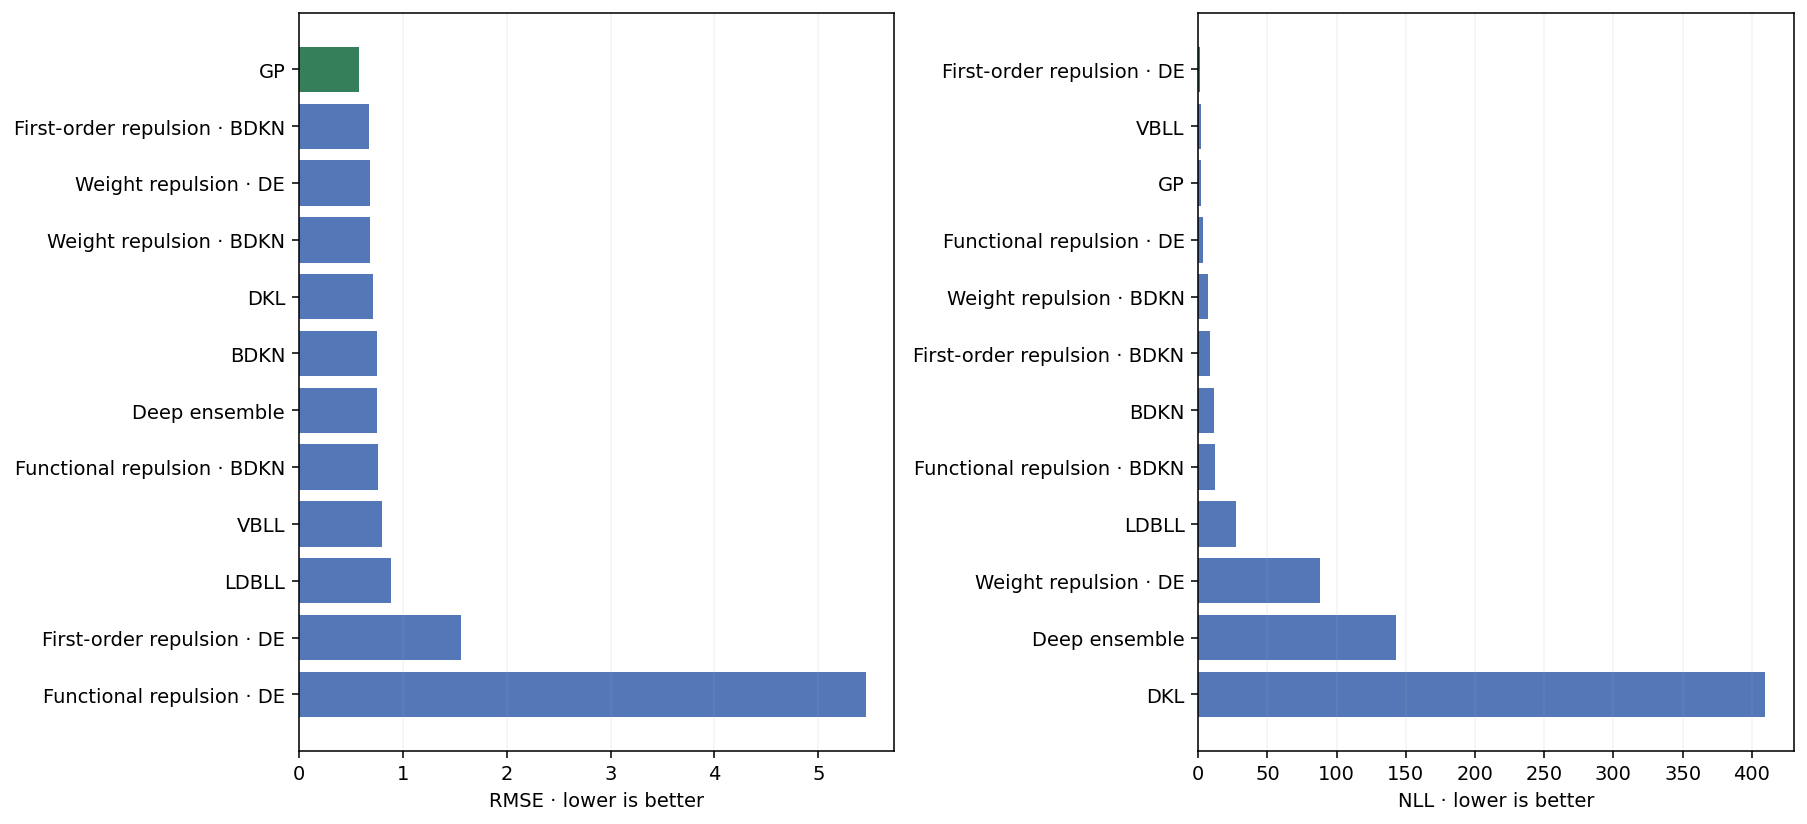 GP
First-order repulsion · BDKN
Weight repulsion · DE
Weight repulsion · BDKN
DKL
BDKN
Deep ensemble
Functional repulsion · BDKN
VBLL
LDBLL
First-order repulsion · DE
Functional repulsion · DE
0 1 2 3 4 5
RMSE · lower is better
First-order repulsion · DE
VBLL
GP
Functional repulsion · DE
Weight repulsion · BDKN
First-order repulsion · BDKN
BDKN
Functional repulsion · BDKN
LDBLL
Weight repulsion · DE
Deep ensemble
DKL
0 50 100 150 200 250 300 350 400
NLL · lower is better